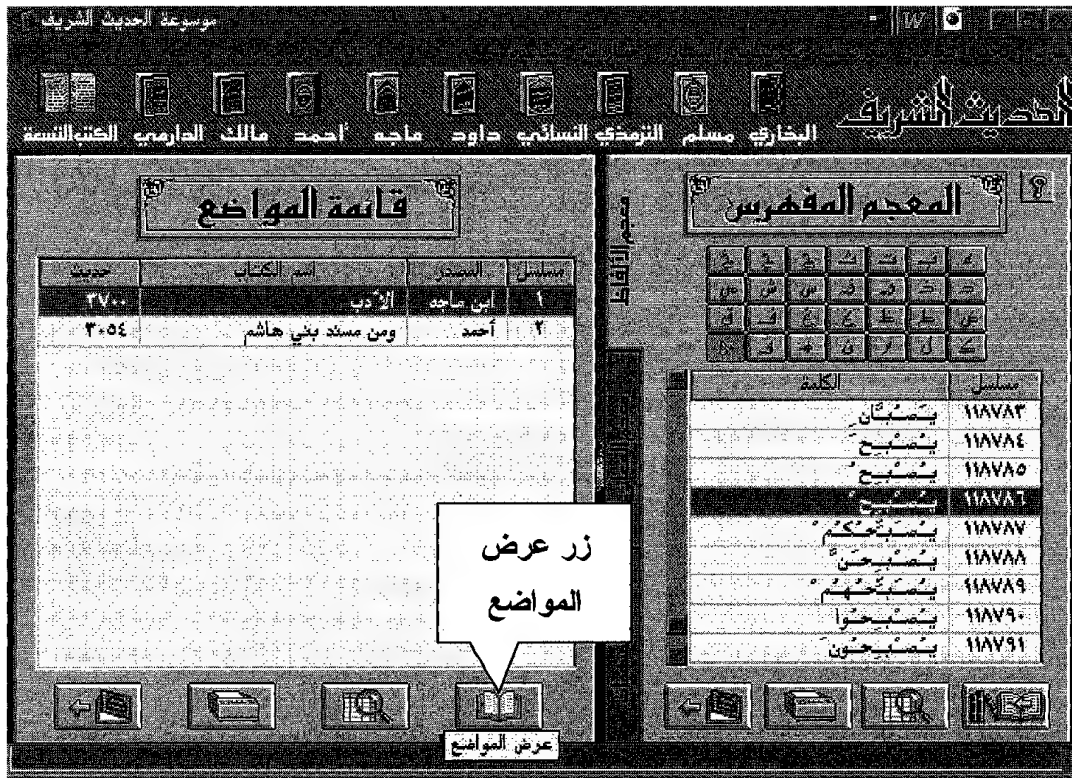 موسوعة الحديث الشريف
الحديث الشريف
البخاري مسلم الترمذي النسائي داود ماجه أحمد مالك الدارمي الكتب التسعة
المعجم المفهرس
معجم الألفاظ
مسلسل الكلمة
١١٨٧٨٣ يَصُبَّانِ
١١٨٧٨٤ يُصْبِحَ
١١٨٧٨٥ يُصْبِحُ
١١٨٧٨٦ يُصْبِحْ
١١٨٧٨٧ يُصَبِّحُكُمْ
١١٨٧٨٨ يُصْبِحْنَ
١١٨٧٨٩ يُصَبِّحُهُمْ
١١٨٧٩٠ يُصْبِحُوا
١١٨٧٩١ يُصْبِحُونَ
قائمة المواضع
مسلسل المصدر اسم الكتاب حديث
١ ابن ماجه الأدب ٣٧٠٠
٢ أحمد ومن مسند بني هاشم ٣٠٥٤
زر عرض
المواضع
عرض المواضع